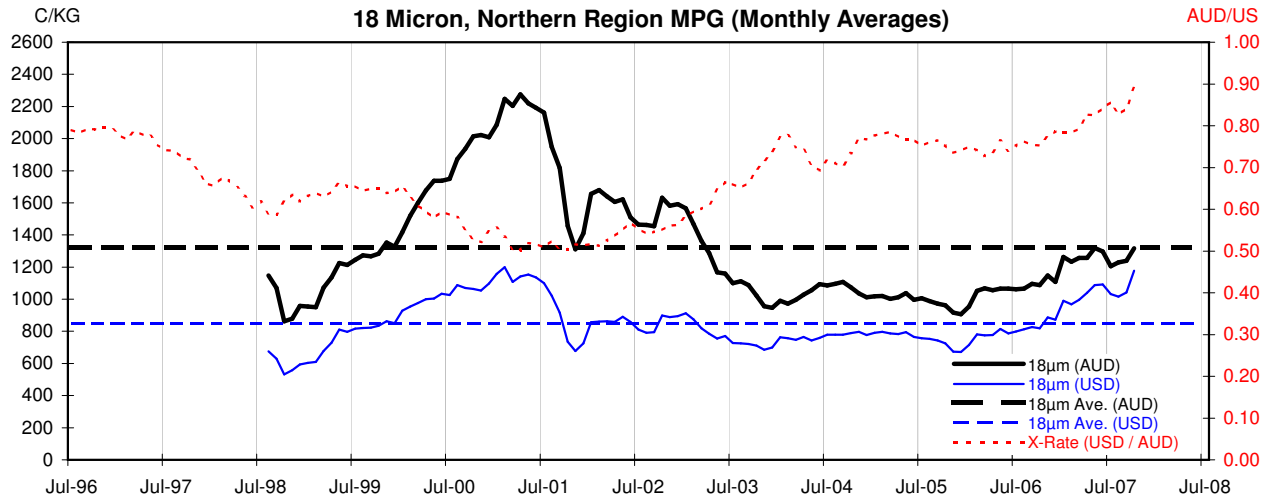 C/KG
18 Micron, Northern Region MPG (Monthly Averages)
AUD/US
2600
2400
2200
2000
1800
1600
1400
1200
1000
800
600
400
200
0
1.00
0.90
0.80
0.70
0.60
0.50
0.40
0.30
0.20
0.10
0.00
18µm (AUD)
18µm (USD)
18µm Ave. (AUD)
18µm Ave. (USD)
X-Rate (USD / AUD)
Jul-96 Jul-97 Jul-98 Jul-99 Jul-00 Jul-01 Jul-02 Jul-03 Jul-04 Jul-05 Jul-06 Jul-07 Jul-08